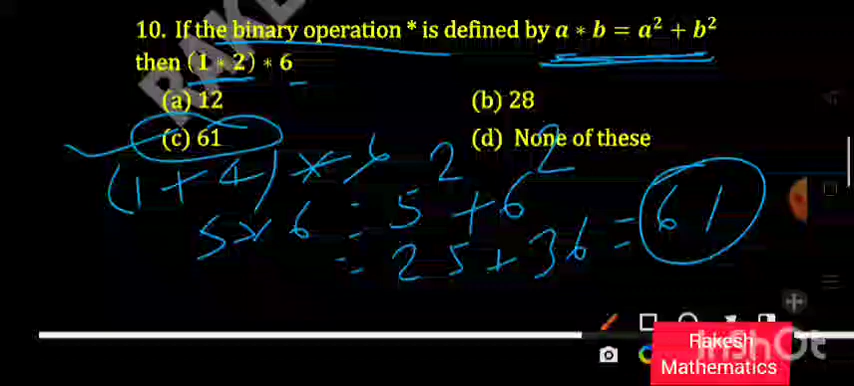 10. If the binary operation * is defined by a * b = a² + b²
then (1 * 2) * 6
(a) 12
(b) 28
(c) 61
(d) None of these
(1 + 4) * 6
5 * 6 = 5² + 6²
= 25 + 36 = 61
Rakesh
Mathematics